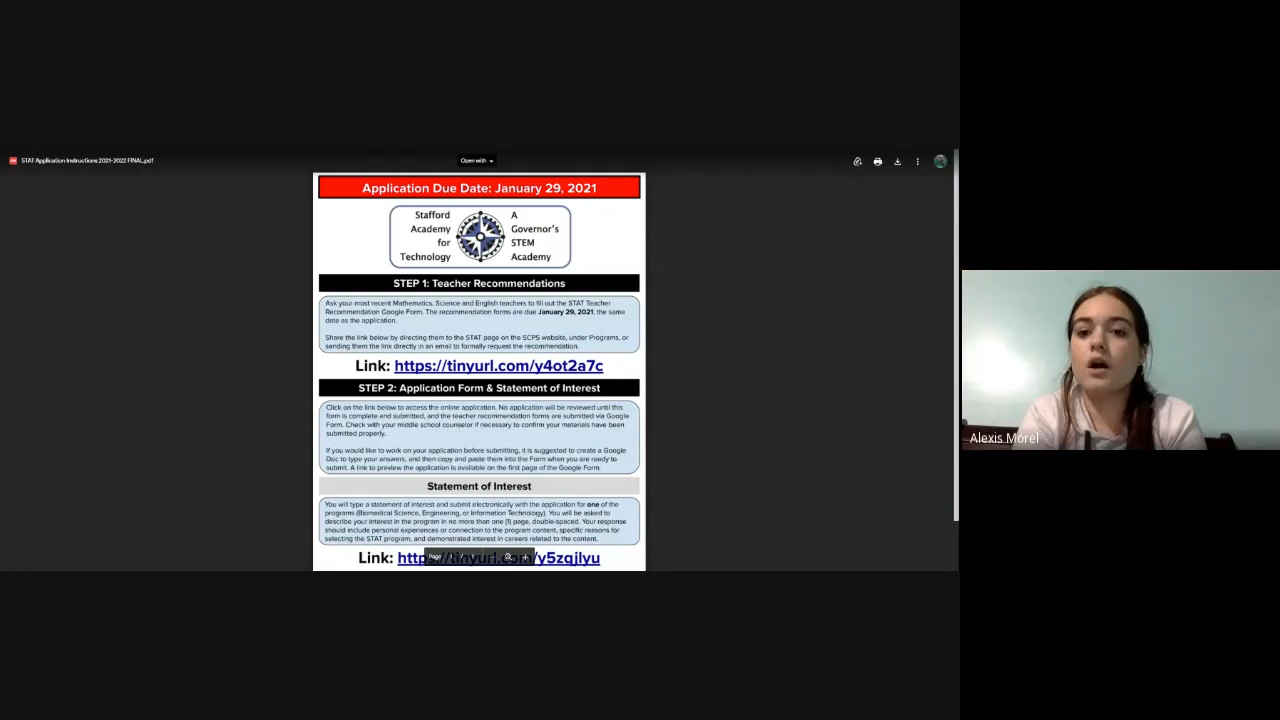 STAT Application Instructions 2021-2022 FINAL.pdf
Open with
Application Due Date: January 29, 2021
Stafford
Academy
for
Technology
A
Governor's
STEM
Academy
STEP 1: Teacher Recommendations
Ask your most recent Mathematics, Science and English teachers to fill out the STAT Teacher
Recommendation Google Form. The recommendation forms are due January 29, 2021, the same
date as the application.
Share the link below by directing them to the STAT page on the SCPS website, under Programs, or
sending them the link directly in an email to formally request the recommendation.
Link: https://tinyurl.com/y4ot2a7c
STEP 2: Application Form & Statement of Interest
Click on the link below to access the online application. No application will be reviewed until this
form is complete and submitted, and the teacher recommendation forms are submitted via Google
Form. Check with your middle school counselor if necessary to confirm your materials have been
submitted properly.
If you would like to work on your application before submitting, it is suggested to create a Google
Doc to type your answers, and then copy and paste them into the Form when you are ready to
submit. A link to preview the application is available on the first page of the Google Form.
Statement of Interest
You will type a statement of interest and submit electronically with the application for one of the
programs (Biomedical Science, Engineering, or Information Technology). You will be asked to
describe your interest in the program in no more than one (1) page, double-spaced. Your response
should include personal experiences or connection to the program content, specific reasons for
selecting the STAT program, and demonstrated interest in careers related to the content.
Link: https://tinyurl.com/y5zqjlyu
Page 1 / 1
Alexis Morel